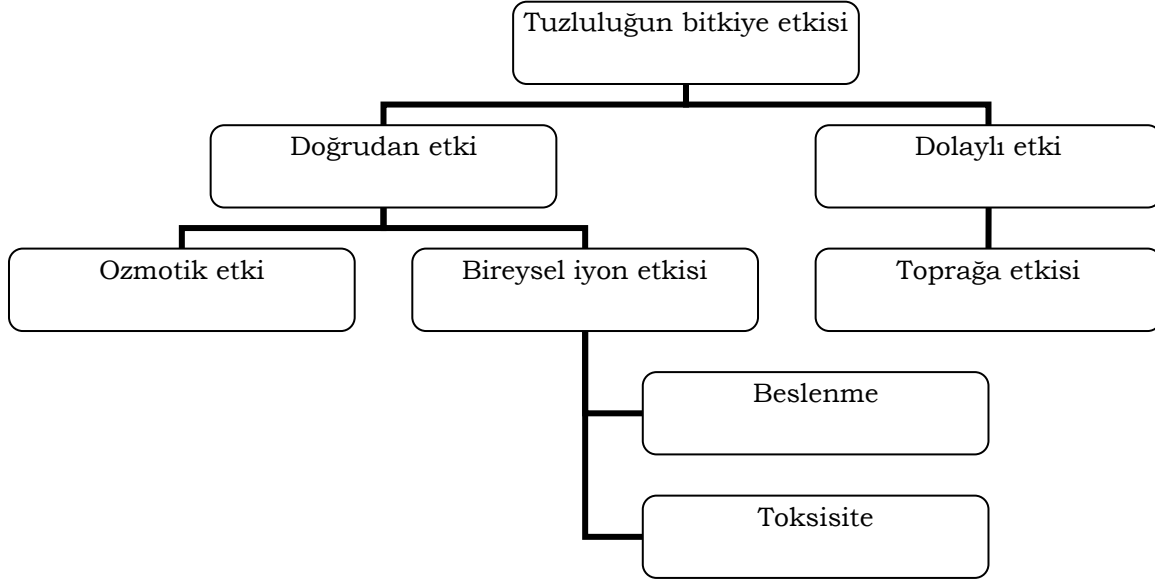 Tuzluluğun bitkiye etkisi
Doğrudan etki
Dolaylı etki
Ozmotik etki
Bireysel iyon etkisi
Toprağa etkisi
Beslenme
Toksisite